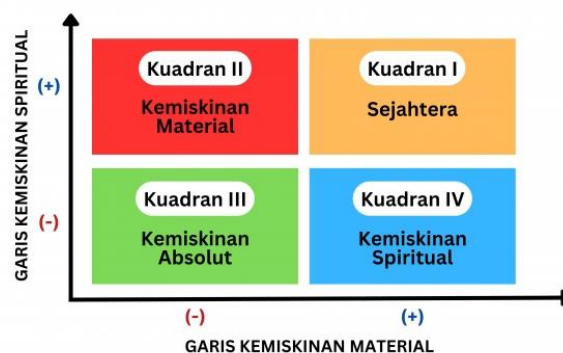 GARIS KEMISKINAN SPIRITUAL
(+)
(-)
Kuadran II
Kemiskinan
Material
Kuadran I
Sejahtera
Kuadran III
Kemiskinan
Absolut
Kuadran IV
Kemiskinan
Spiritual
(-)
(+)
GARIS KEMISKINAN MATERIAL